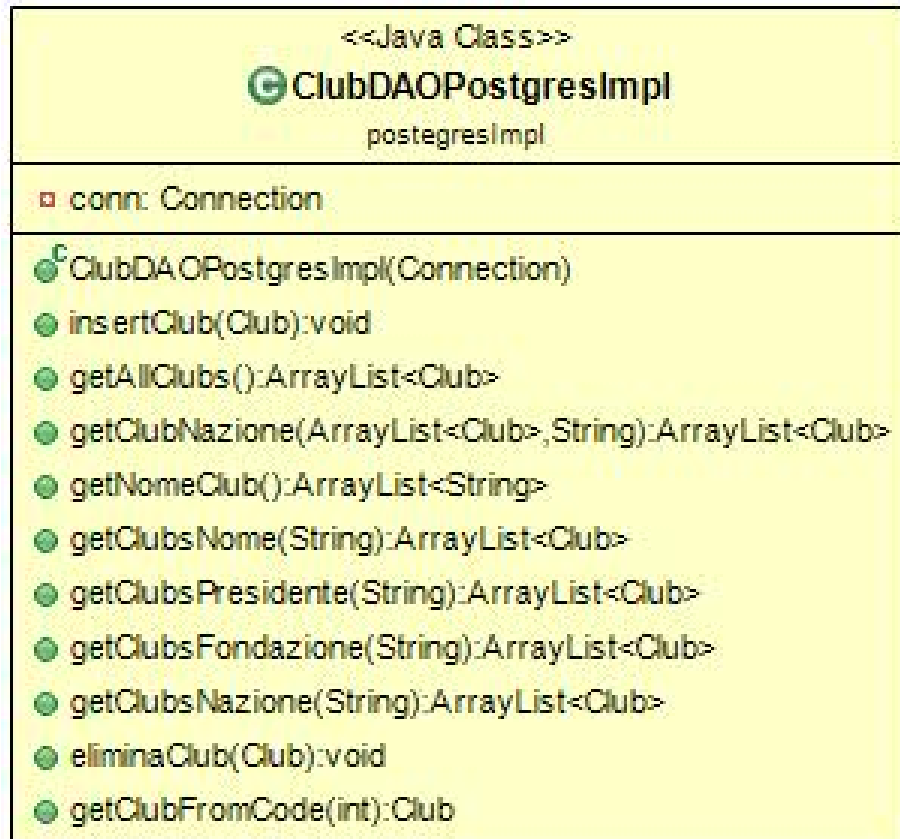 <<Java Class>>
ClubDAOPostgresImpl
postegresImpl
conn: Connection
ClubDAOPostgresImpl(Connection)
insertClub(Club):void
getAllClubs():ArrayList<Club>
getClubNazione(ArrayList<Club>,String):ArrayList<Club>
getNomeClub():ArrayList<String>
getClubsNome(String):ArrayList<Club>
getClubsPresidente(String):ArrayList<Club>
getClubsFondazione(String):ArrayList<Club>
getClubsNazione(String):ArrayList<Club>
eliminaClub(Club):void
getClubFromCode(int):Club